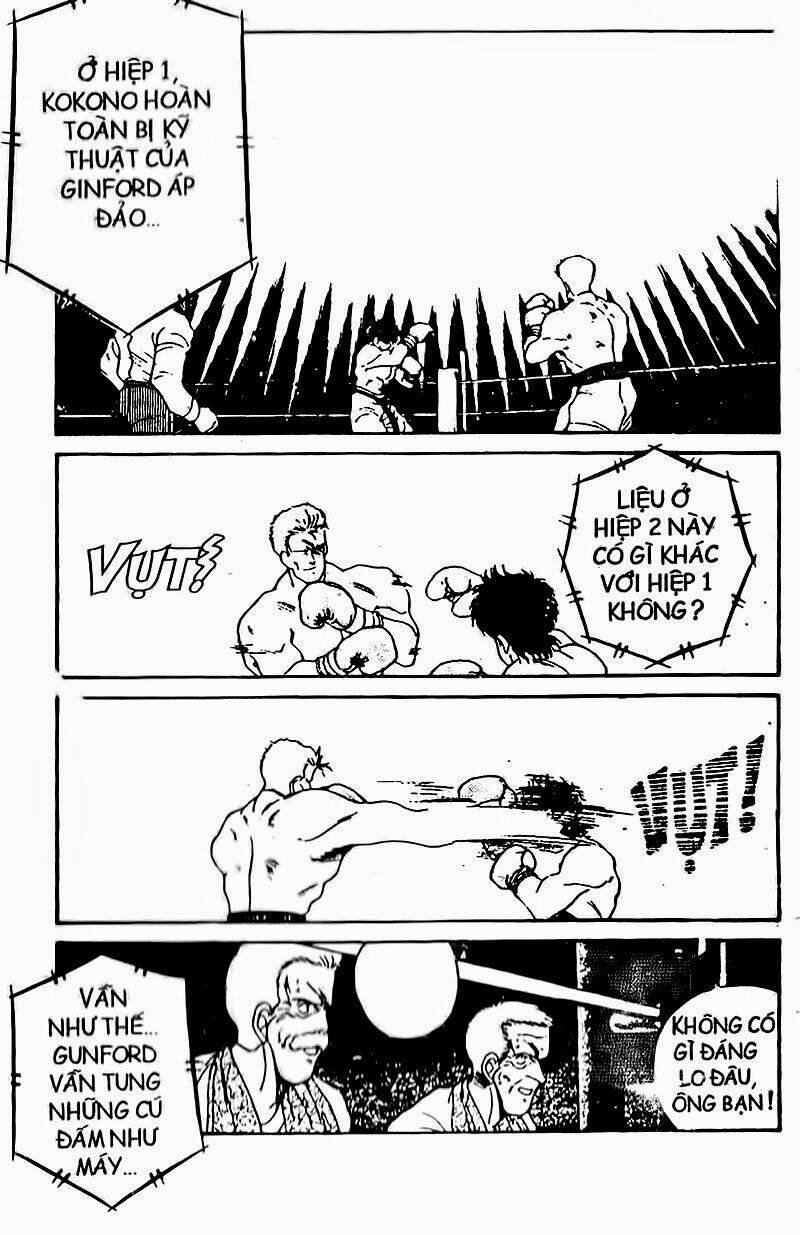 Ở HIỆP 1,
KOKONO HOÀN
TOÀN BỊ KỸ
THUẬT CỦA
GINFORD ÁP
ĐẢO...
VỤT!
LIỆU Ở
HIỆP 2 NÀY
CÓ GÌ KHÁC
VỚI HIỆP 1
KHÔNG?
VỤT!
VẪN
NHƯ THẾ...
GUNFORD
VẪN TUNG
NHỮNG CÚ
ĐẤM NHƯ
MÁY...
KHÔNG CÓ
GÌ ĐÁNG
LO ĐÂU,
ÔNG BẠN!